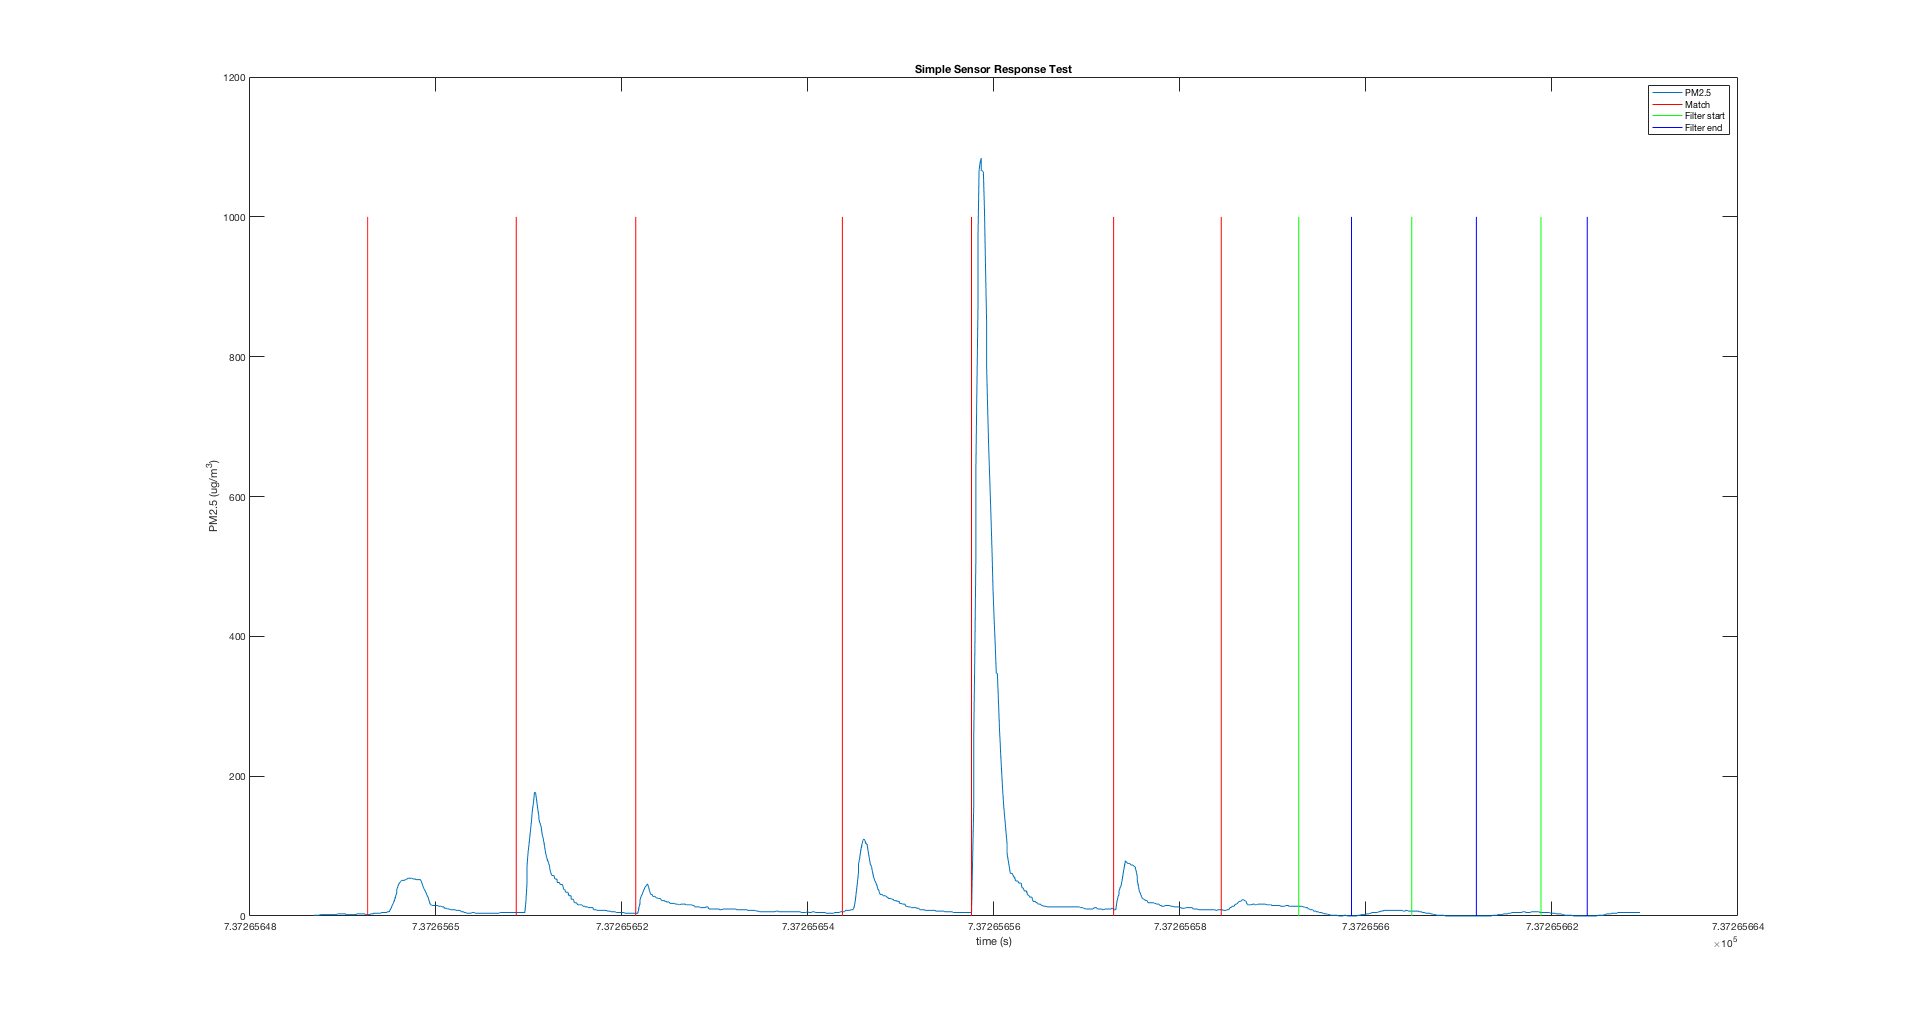 Simple Sensor Response Test
1200
PM2.5
Match
Filter start
Filter end
1000
800
600
400
200
0
PM2.5 (ug/m³)
7.37265648 7.3726565 7.37265652 7.37265654 7.37265656 7.37265658 7.3726566 7.37265662 7.37265664
time (s)
×10⁵